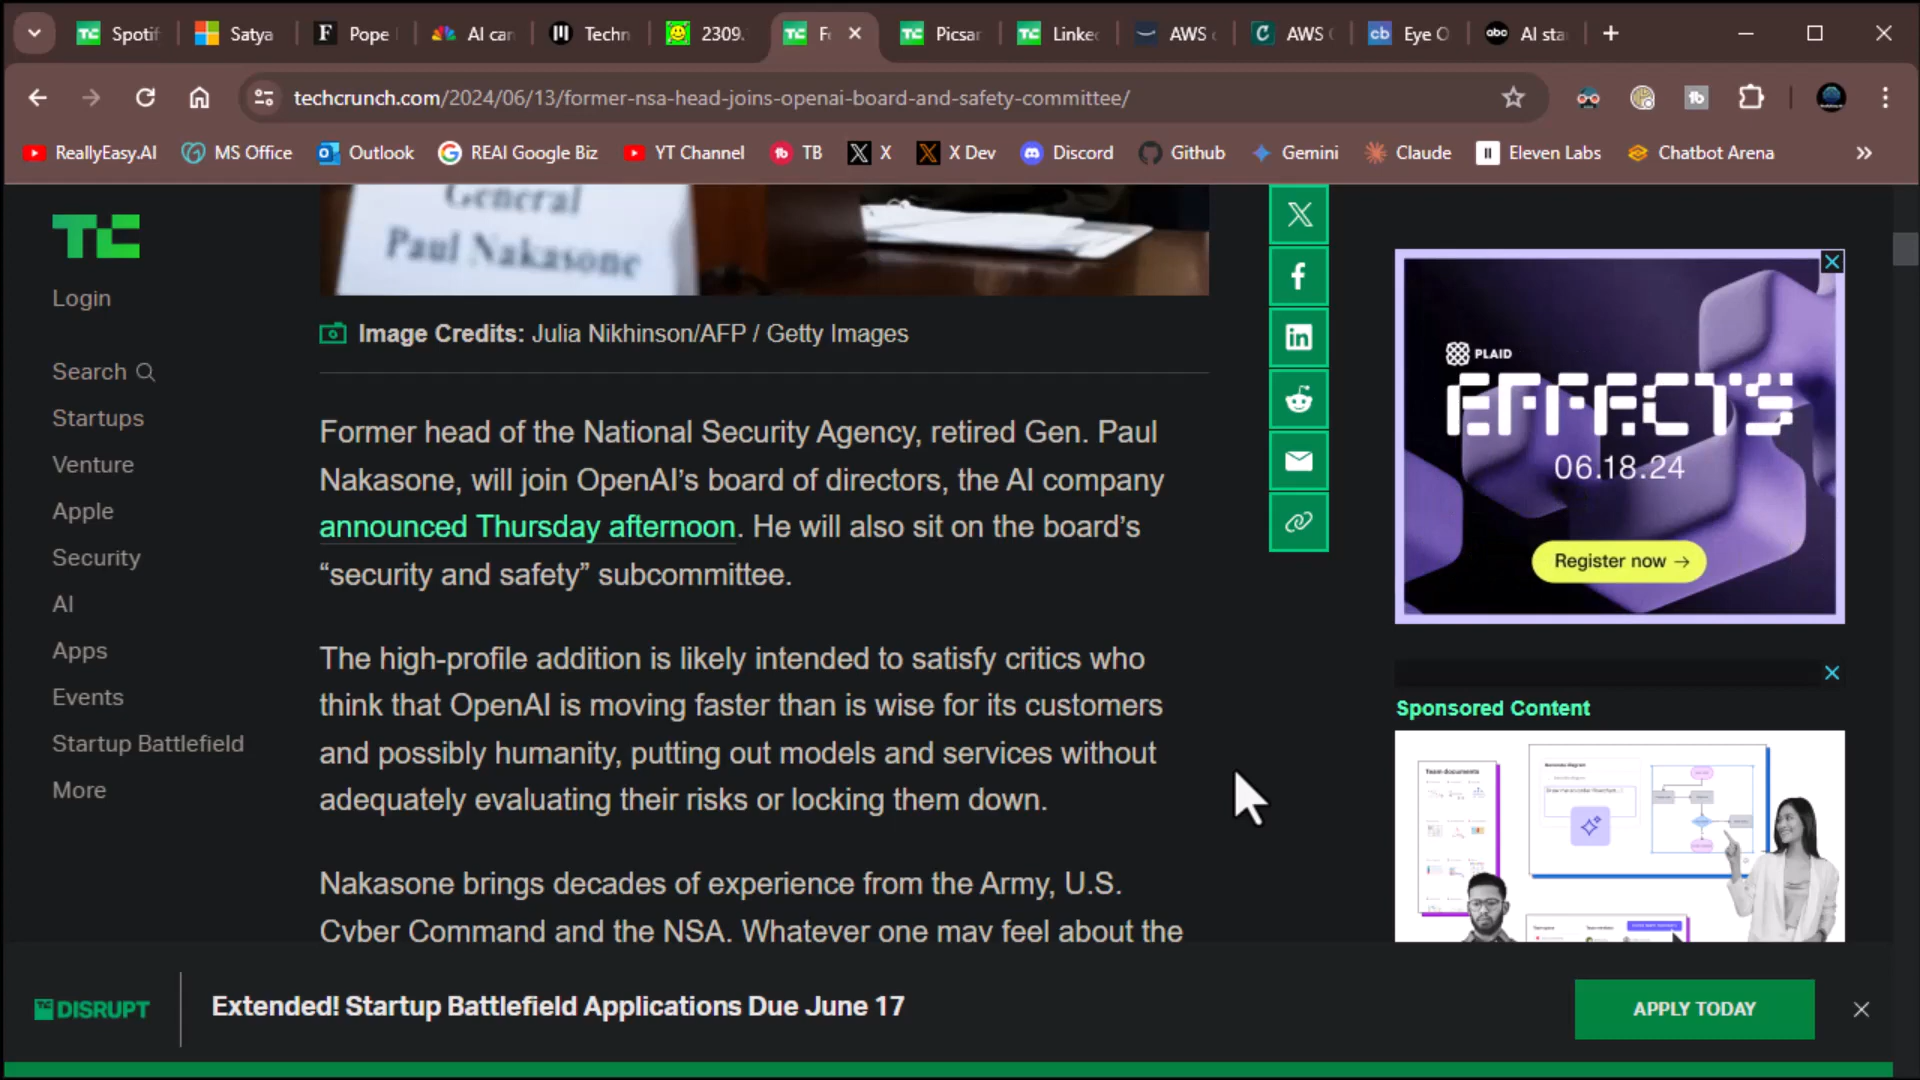 Spotif
Satya
Pope
AI car
Techn
2309.
Picsar
Linke
AWS
AWS
Eye O
AI sta
techcrunch.com/2024/06/13/former-nsa-head-joins-openai-board-and-safety-committee/
ReallyEasy.AI
MS Office
Outlook
REAI Google Biz
YT Channel
TB
X
X Dev
Discord
Github
Gemini
Claude
Eleven Labs
Chatbot Arena
TC
Login
Search
Startups
Venture
Apple
Security
AI
Apps
Events
Startup Battlefield
More
General
Paul Nakasone
Image Credits: Julia Nikhinson/AFP / Getty Images
Former head of the National Security Agency, retired Gen. Paul
Nakasone, will join OpenAI’s board of directors, the AI company
announced Thursday afternoon. He will also sit on the board’s
“security and safety” subcommittee.
The high-profile addition is likely intended to satisfy critics who
think that OpenAI is moving faster than is wise for its customers
and possibly humanity, putting out models and services without
adequately evaluating their risks or locking them down.
Nakasone brings decades of experience from the Army, U.S.
Cyber Command and the NSA. Whatever one may feel about the
PLAID
EFFECTS
06.18.24
Register now →
Sponsored Content
Team documents
TC DISRUPT
Extended! Startup Battlefield Applications Due June 17
APPLY TODAY